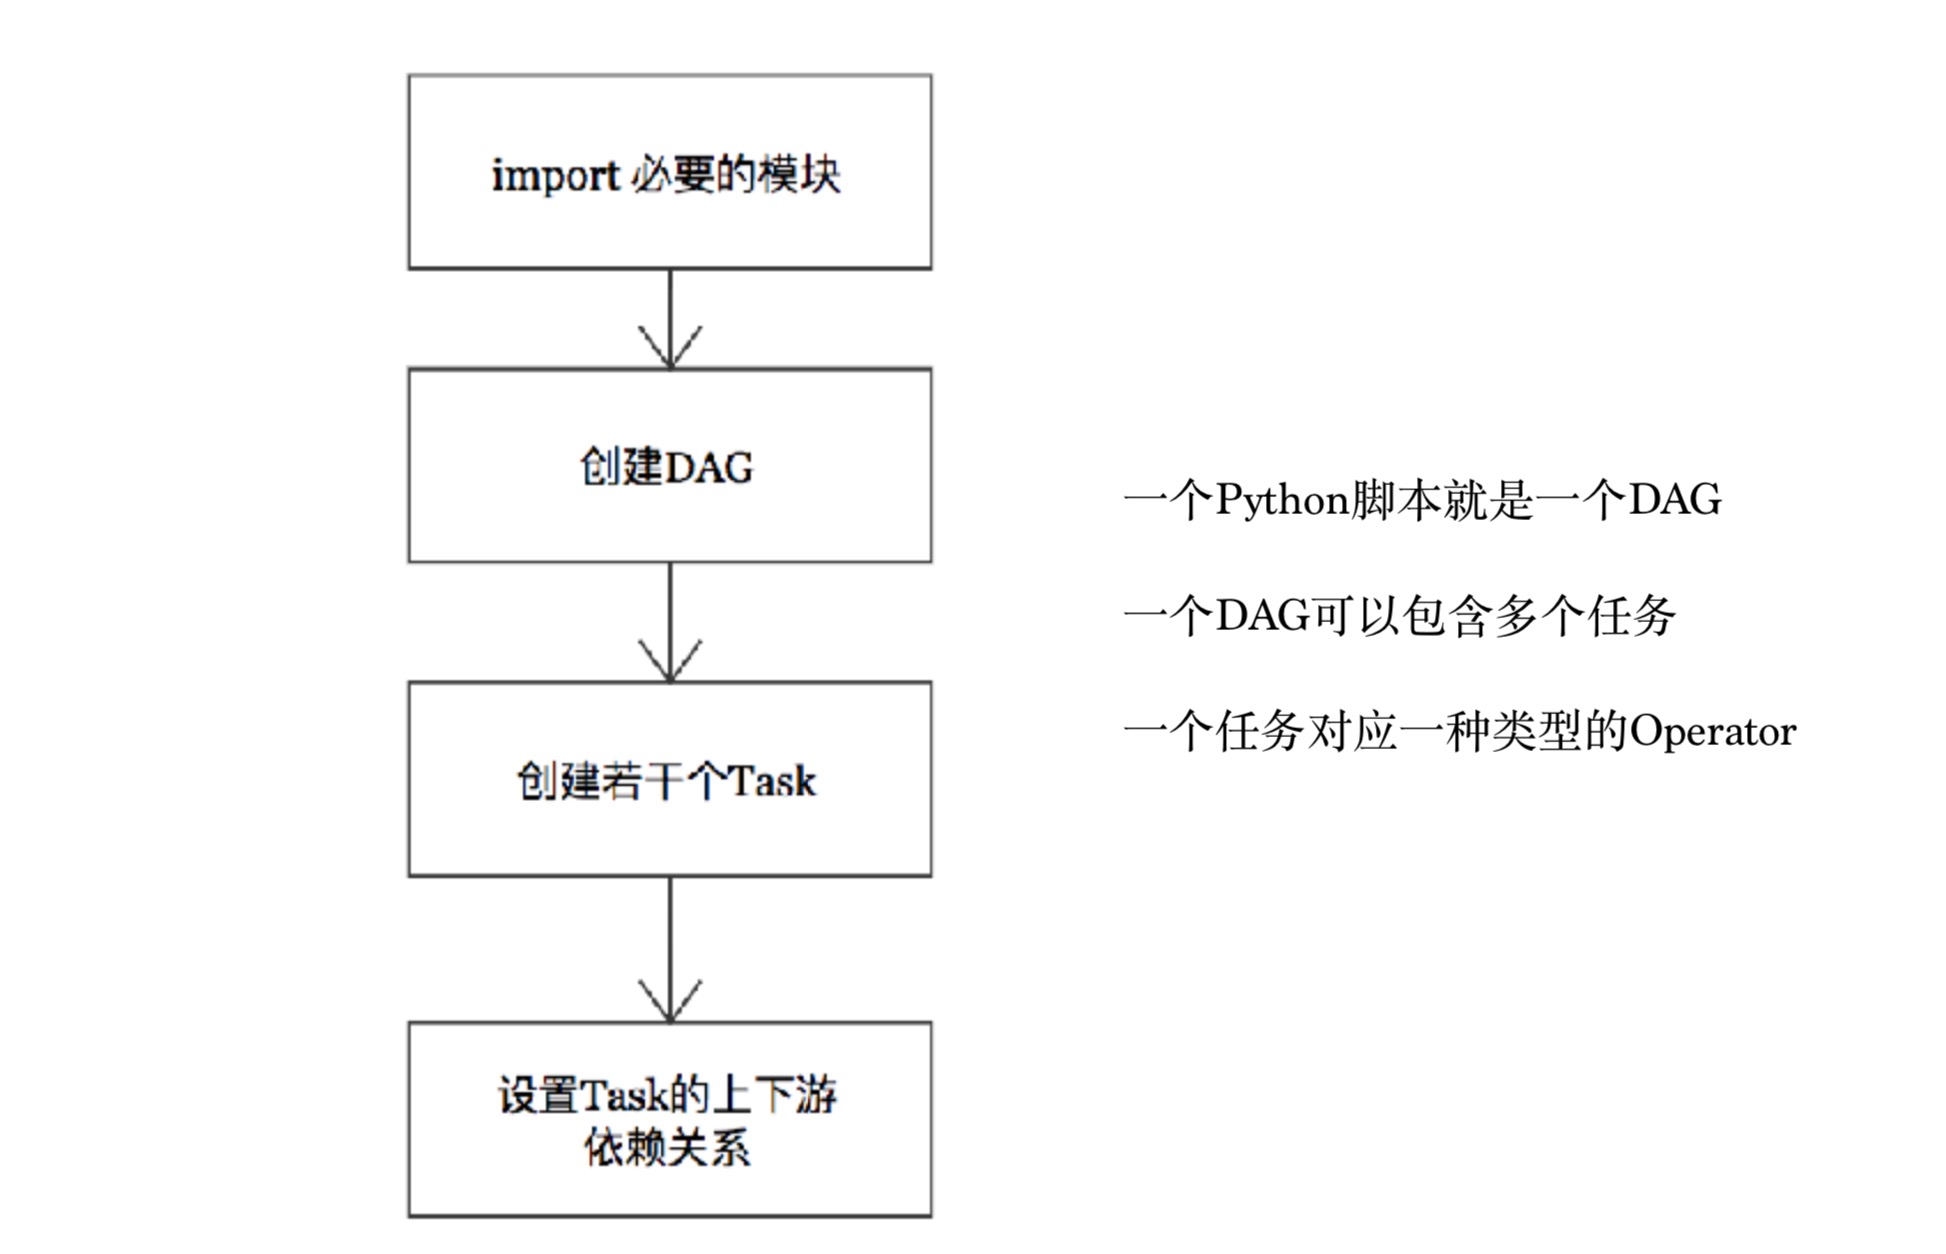 import 必要的模块
创建DAG
创建若干个Task
设置Task的上下游
依赖关系
一个Python脚本就是一个DAG
一个DAG可以包含多个任务
一个任务对应一种类型的Operator